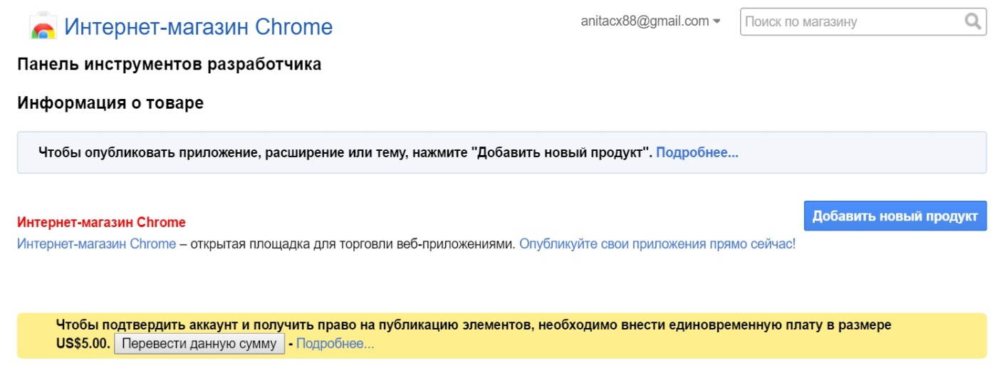 Интернет-магазин Chrome
anitacx88@gmail.com
Поиск по магазину
Панель инструментов разработчика
Информация о товаре
Чтобы опубликовать приложение, расширение или тему, нажмите "Добавить новый продукт". Подробнее...
Добавить новый продукт
Интернет-магазин Chrome
Интернет-магазин Chrome – открытая площадка для торговли веб-приложениями. Опубликуйте свои приложения прямо сейчас!
Чтобы подтвердить аккаунт и получить право на публикацию элементов, необходимо внести единовременную плату в размере
US$5.00. Перевести данную сумму - Подробнее...